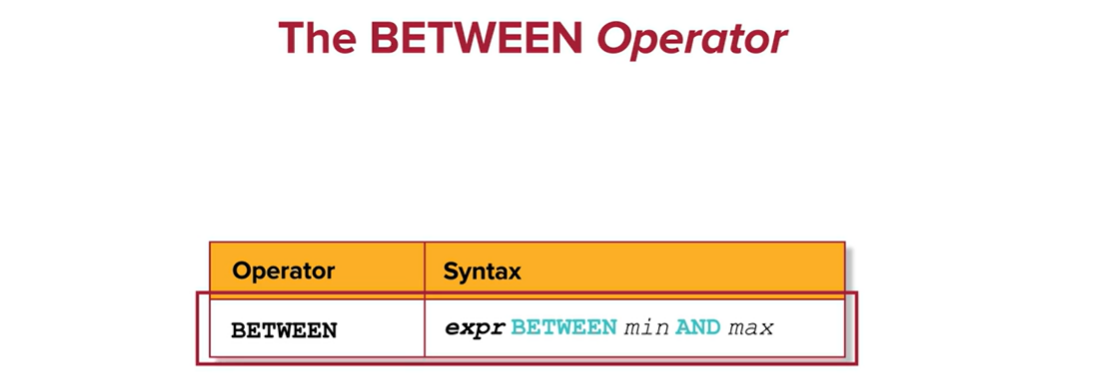 The BETWEEN Operator
Operator Syntax
BETWEEN expr BETWEEN min AND max